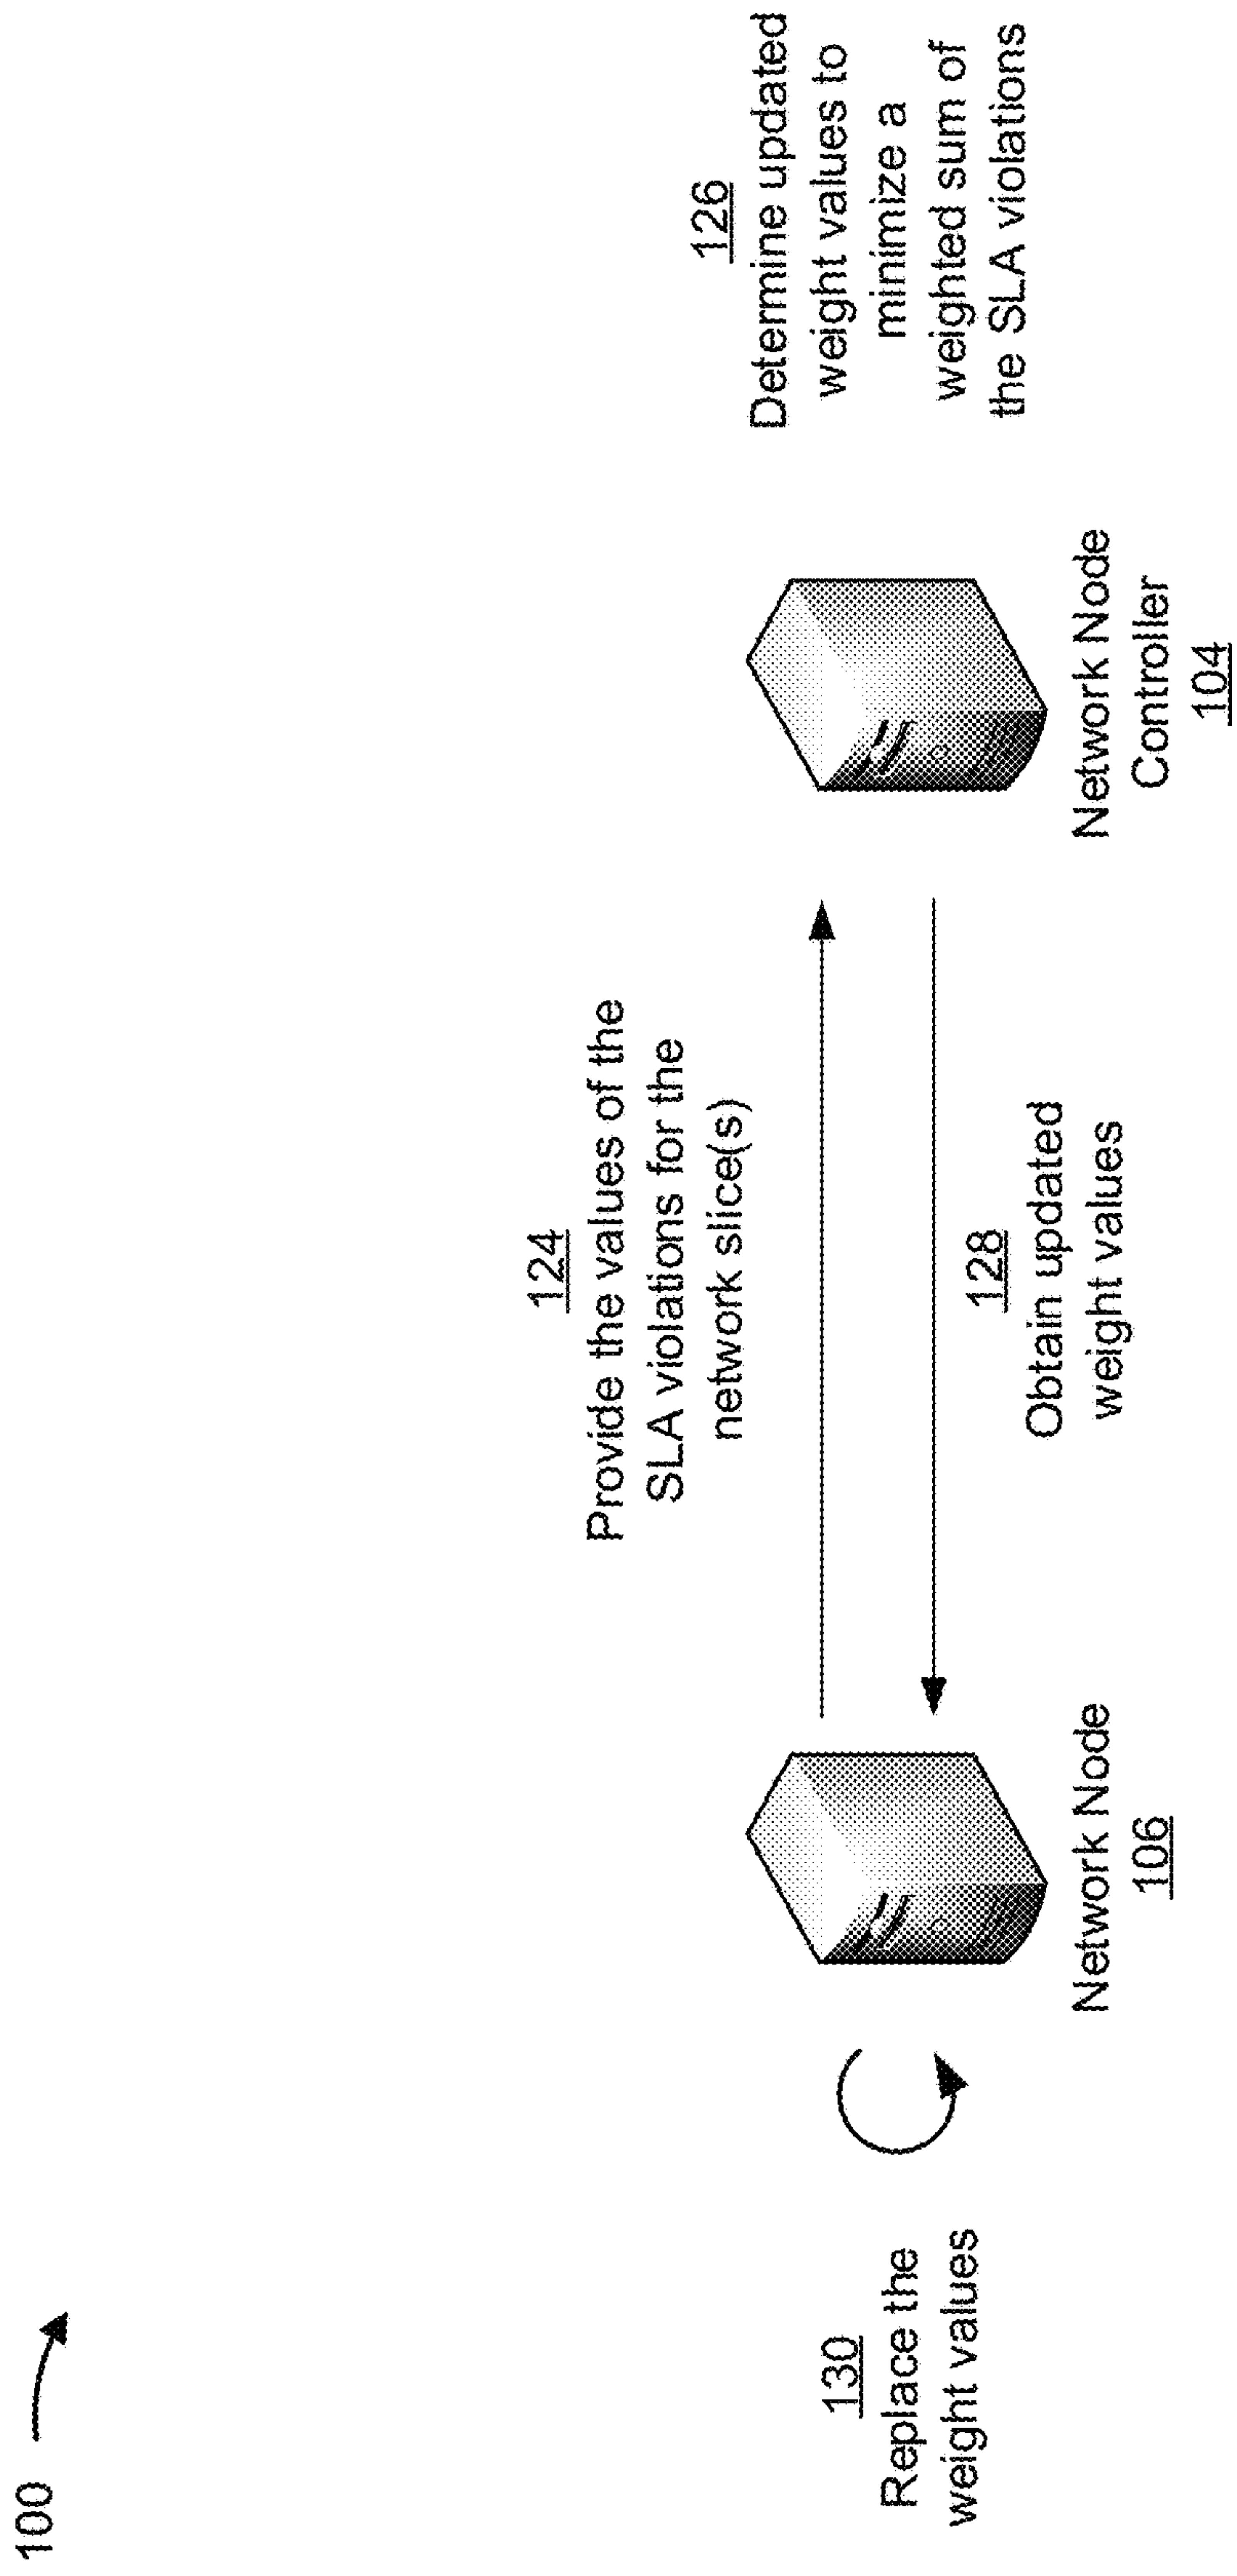 100
124
Provide the values of the
SLA violations for the
network slice(s)
126
Determine updated
weight values to
minimize a
weighted sum of
the SLA violations
130
Replace the
weight values
128
Obtain updated
weight values
Network Node
106
Network Node
Controller
104